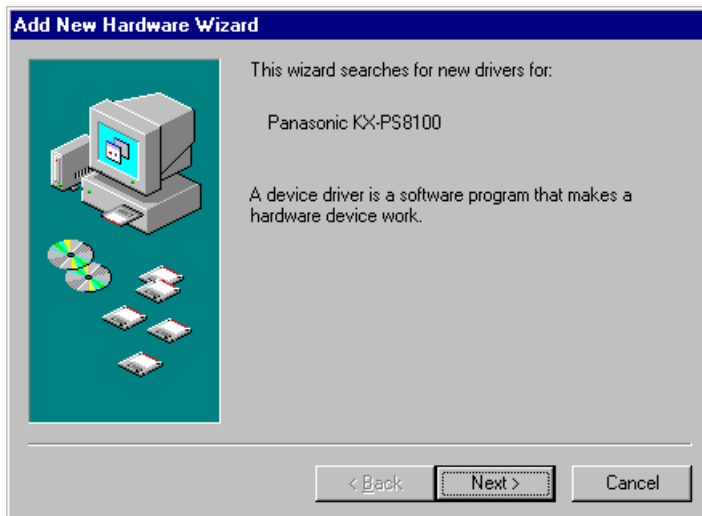 Add New Hardware Wizard
This wizard searches for new drivers for:
Panasonic KX-PS8100
A device driver is a software program that makes a
hardware device work.
< Back
Next >
Cancel